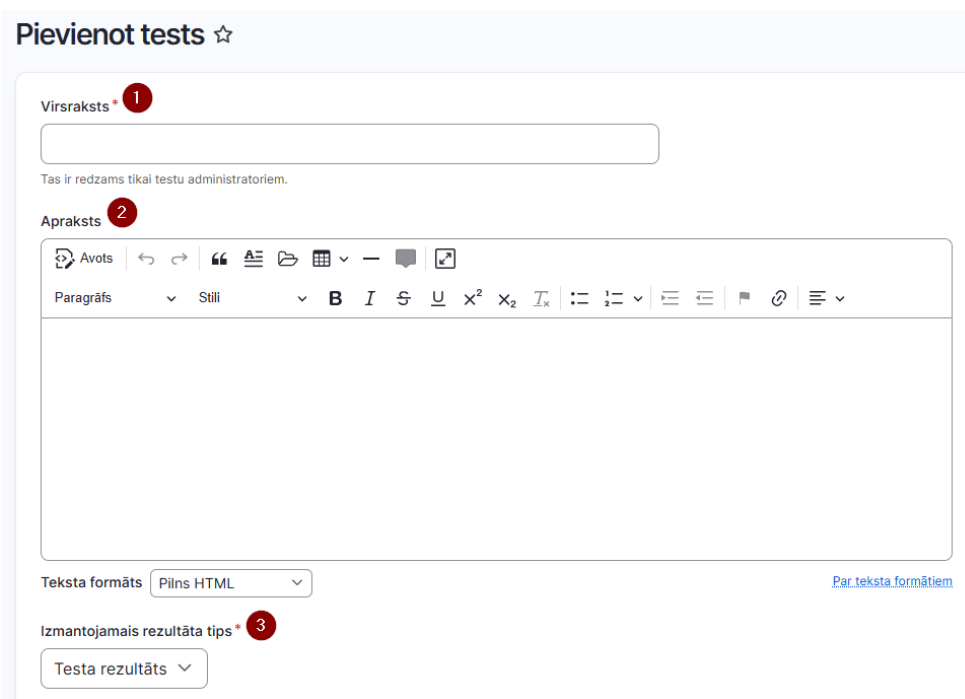 Pievienot tests
Virsraksts * 1
Tas ir redzams tikai testu administratoriem.
Apraksts 2
Avots
Paragrāfs Stili B I S U X² X₂ Tx
Teksta formāts Pilns HTML Par teksta formātiem
Izmantojamais rezultāta tips * 3
Testa rezultāts